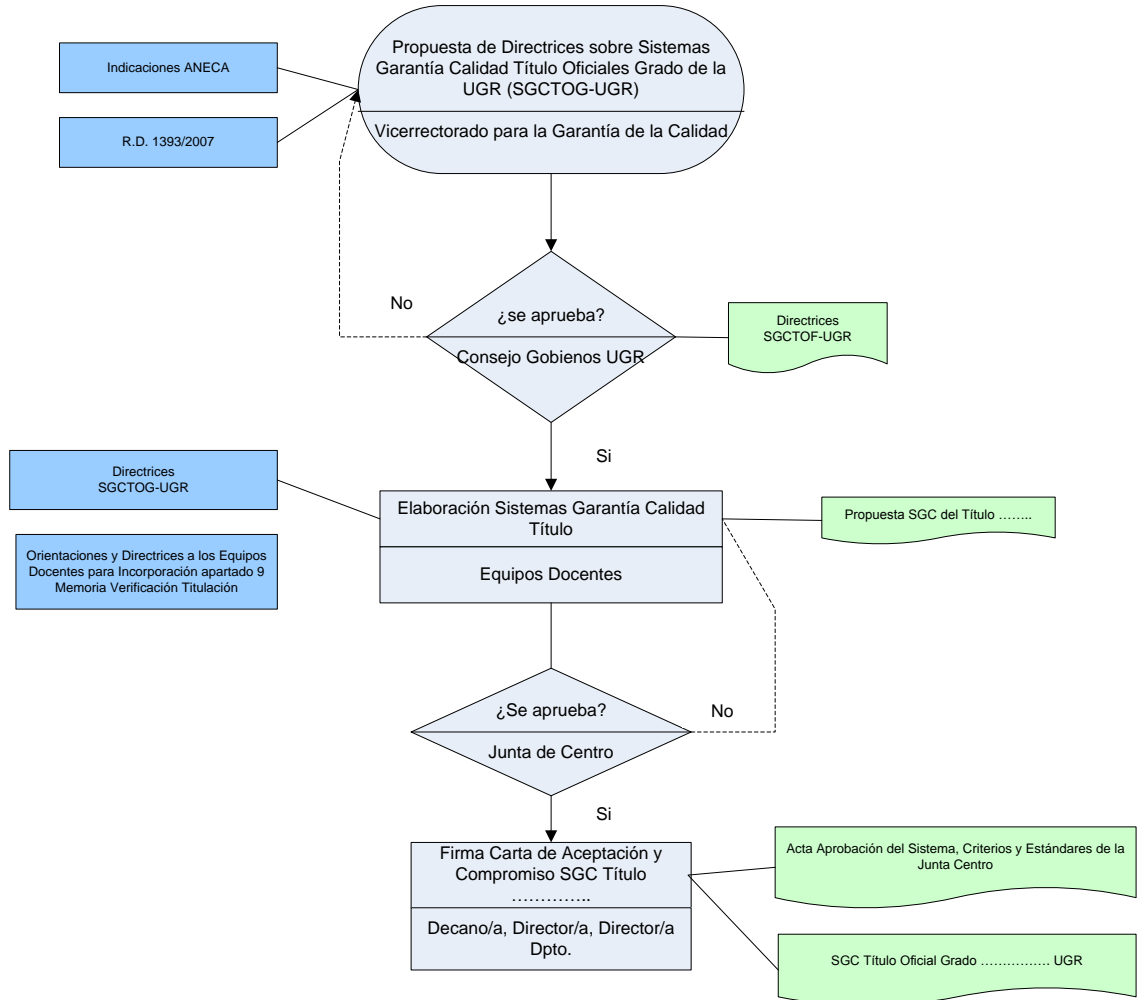 Propuesta de Directrices sobre Sistemas
Garantía Calidad Título Oficiales Grado de la
UGR (SGCTOG-UGR)
Vicerrectorado para la Garantía de la Calidad
Indicaciones ANECA
R.D. 1393/2007
No
¿se aprueba?
Consejo Gobienos UGR
Directrices
SGCTOF-UGR
Si
Directrices
SGCTOG-UGR
Elaboración Sistemas Garantía Calidad
Título
Equipos Docentes
Propuesta SGC del Título ……..
Orientaciones y Directrices a los Equipos
Docentes para Incorporación apartado 9
Memoria Verificación Titulación
¿Se aprueba?
Junta de Centro
No
Si
Firma Carta de Aceptación y
Compromiso SGC Título
…………..
Decano/a, Director/a, Director/a
Dpto.
Acta Aprobación del Sistema, Criterios y Estándares de la
Junta Centro
SGC Título Oficial Grado …………… UGR